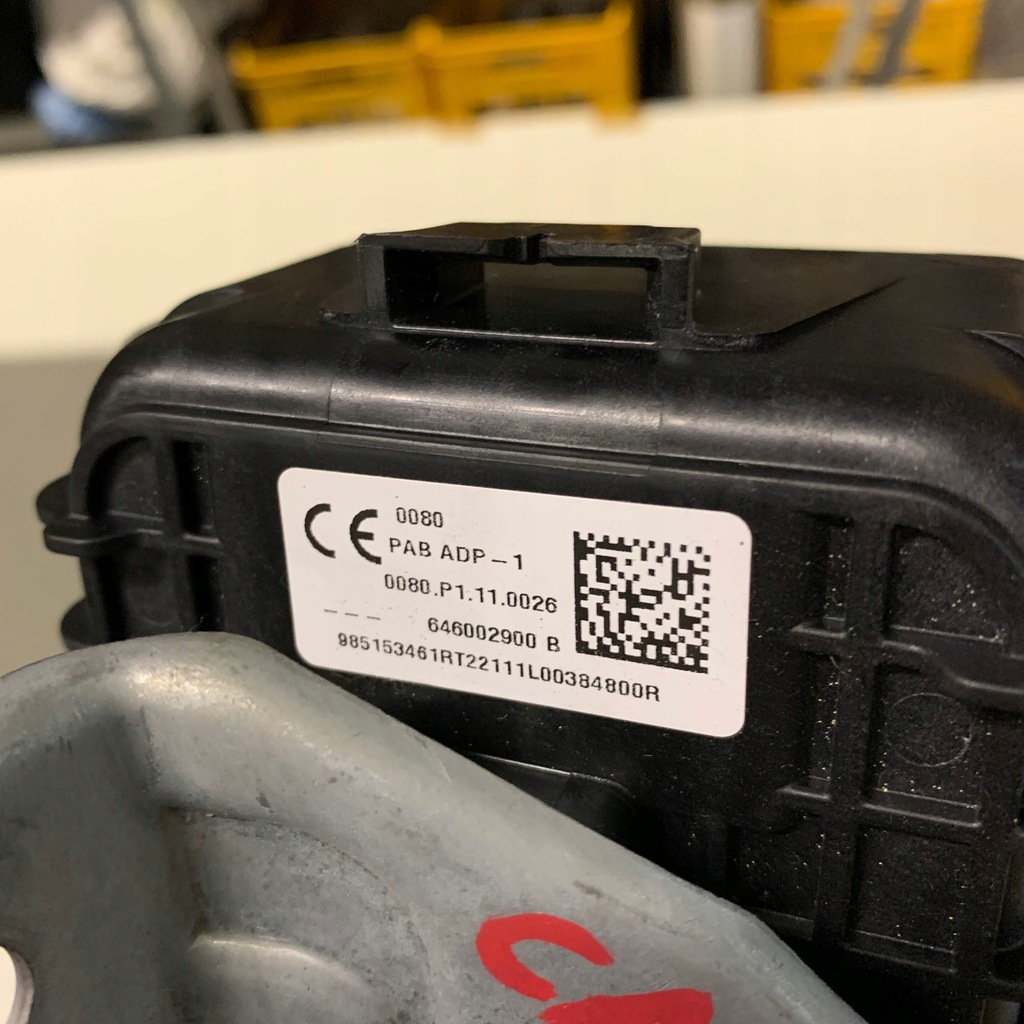 CE 0080
PAB ADP-1
0080.P1.11.0026
--- 646002900 B
985153461RT22111L00384800R